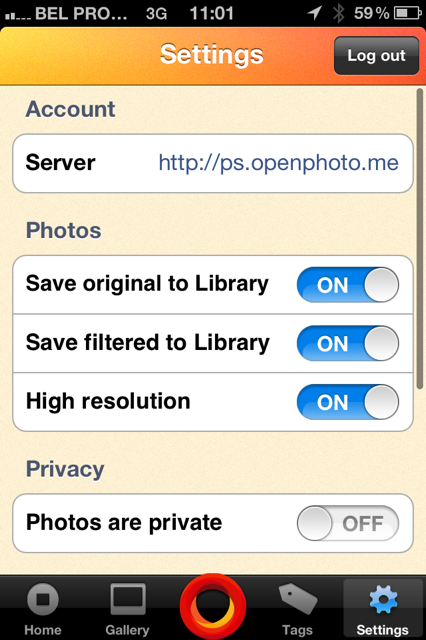 BEL PRO... 3G 11:01 59%
Settings
Log out
Account
Server http://ps.openphoto.me
Photos
Save original to Library ON
Save filtered to Library ON
High resolution ON
Privacy
Photos are private OFF
Home Gallery Tags Settings